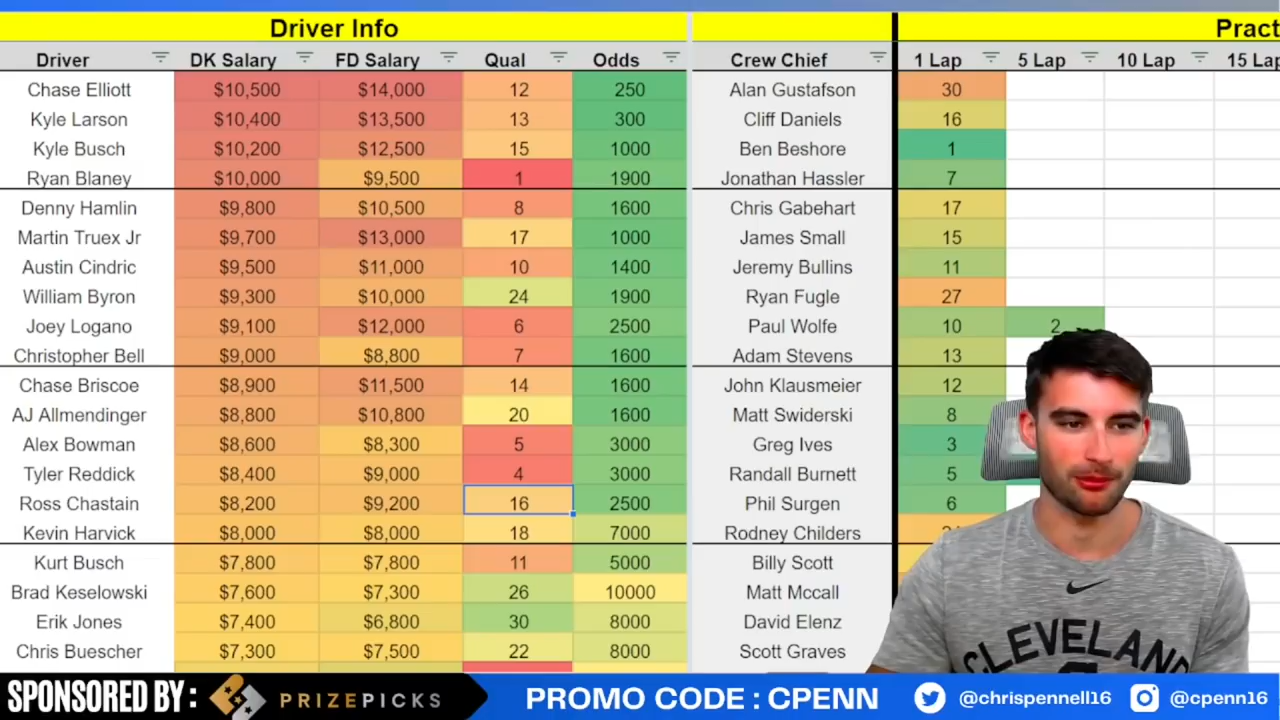 Driver Info Pract
Driver DK Salary FD Salary Qual Odds Crew Chief 1 Lap 5 Lap 10 Lap 15 Lap
Chase Elliott $10,500 $14,000 12 250 Alan Gustafson 30
Kyle Larson $10,400 $13,500 13 300 Cliff Daniels 16
Kyle Busch $10,200 $12,500 15 1000 Ben Beshore 1
Ryan Blaney $10,000 $9,500 1 1900 Jonathan Hassler 7
Denny Hamlin $9,800 $10,500 8 1600 Chris Gabehart 17
Martin Truex Jr $9,700 $13,000 17 1000 James Small 15
Austin Cindric $9,500 $11,000 10 1400 Jeremy Bullins 11
William Byron $9,300 $10,000 24 1900 Ryan Fugle 27
Joey Logano $9,100 $12,000 6 2500 Paul Wolfe 10 2
Christopher Bell $9,000 $8,800 7 1600 Adam Stevens 13
Chase Briscoe $8,900 $11,500 14 1600 John Klausmeier 12
AJ Allmendinger $8,800 $10,800 20 1600 Matt Swiderski 8
Alex Bowman $8,600 $8,300 5 3000 Greg Ives 3
Tyler Reddick $8,400 $9,000 4 3000 Randall Burnett 5
Ross Chastain $8,200 $9,200 16 2500 Phil Surgen 6
Kevin Harvick $8,000 $8,000 18 7000 Rodney Childers
Kurt Busch $7,800 $7,800 11 5000 Billy Scott
Brad Keselowski $7,600 $7,300 26 10000 Matt Mccall
Erik Jones $7,400 $6,800 30 8000 David Elenz
Chris Buescher $7,300 $7,500 22 8000 Scott Graves
CLEVELAND
SPONSORED BY : PRIZEPICKS PROMO CODE : CPENN @chrispennell16 @cpenn16